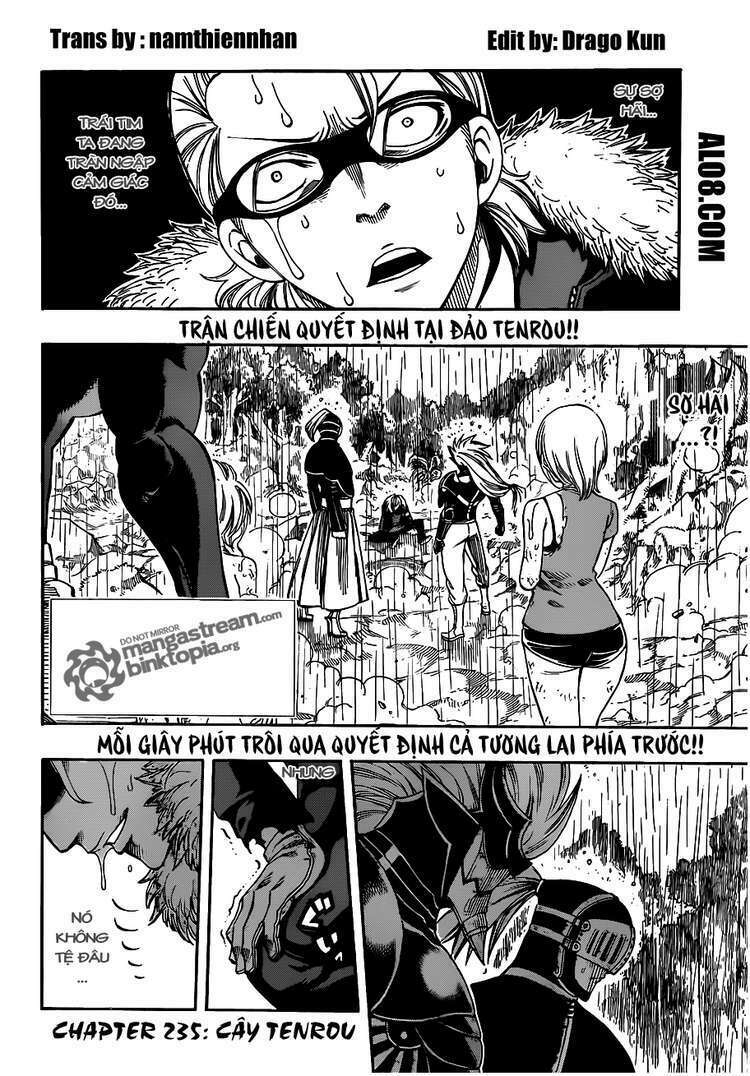 Trans by : namthiennhan
Edit by: Drago Kun
SỰ SỢ
HÃI...
TRÁI TIM
TA ĐANG
TRÀN NGẬP
CẢM GIÁC
ĐÓ...
ALO8.COM
TRẬN CHIẾN QUYẾT ĐỊNH TẠI ĐẢO TENROU!!
SỢ HÃI
...?!
DO NOT MIRROR
mangastream.com
binktopia.org
MỖI GIÂY PHÚT TRÔI QUA QUYẾT ĐỊNH CẢ TƯƠNG LAI PHÍA TRƯỚC!!
NHƯNG
NÓ
KHÔNG
TỆ ĐÂU
...
CHAPTER 235: CÂY TENROU